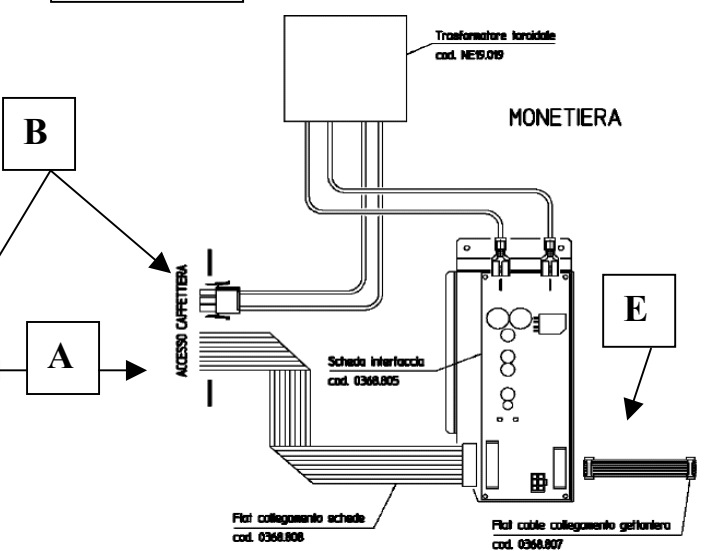 Trasformatore toroidale
cod. NE19.019
MONETIERA
B
ACCESSO CAFFETTIERA
E
A
Scheda interfaccia
cod. 0368.805
Flat collegamento schede
cod. 0368.808
Flat cable collegamento gettoniera
cod. 0368.807